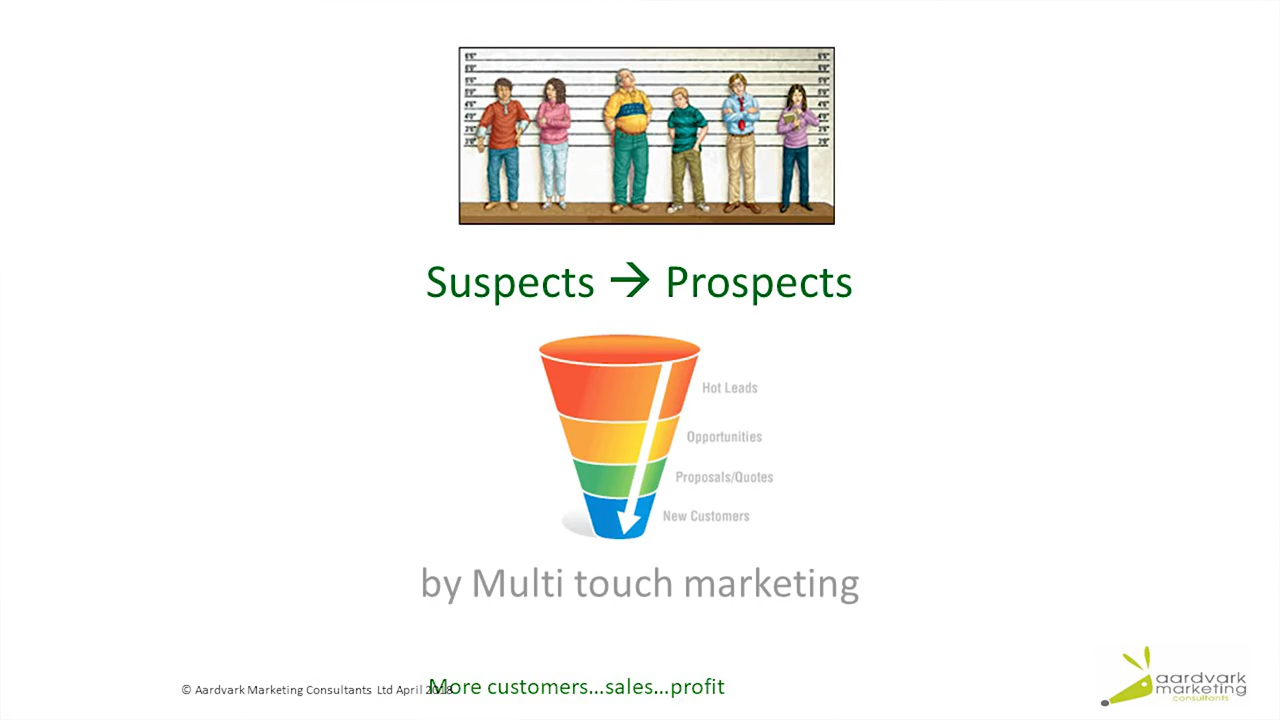 Suspects → Prospects
Hot Leads
Opportunities
Proposals/Quotes
New Customers
by Multi touch marketing
© Aardvark Marketing Consultants Ltd April
More customers...sales...profit
aardvark
marketing
consultants